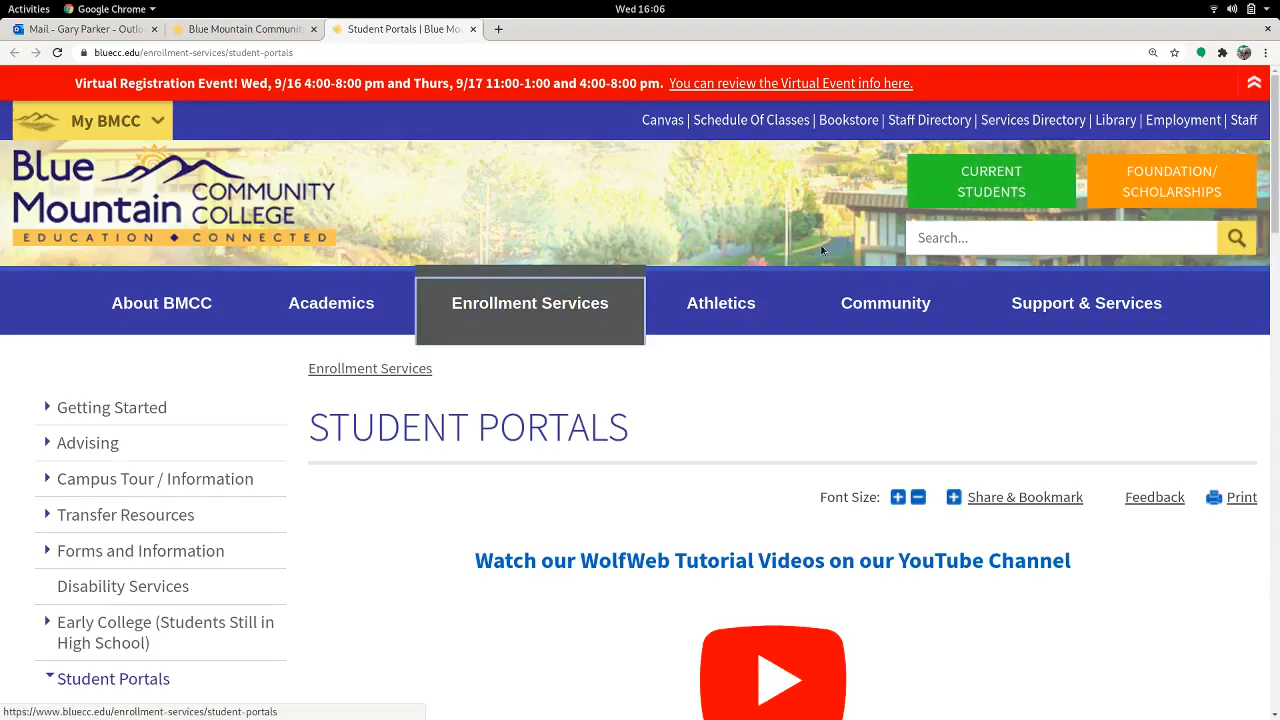 Activities Google Chrome Wed 16:06
Mail - Gary Parker - Outlo
Blue Mountain Communit
Student Portals | Blue Mo
bluecc.edu/enrollment-services/student-portals
Virtual Registration Event! Wed, 9/16 4:00-8:00 pm and Thurs, 9/17 11:00-1:00 and 4:00-8:00 pm. You can review the Virtual Event info here.
My BMCC
Canvas | Schedule Of Classes | Bookstore | Staff Directory | Services Directory | Library | Employment | Staff
Blue Mountain COMMUNITY COLLEGE
EDUCATION ◆ CONNECTED
CURRENT STUDENTS
FOUNDATION/ SCHOLARSHIPS
Search...
About BMCC Academics Enrollment Services Athletics Community Support & Services
Enrollment Services
Getting Started
Advising
Campus Tour / Information
Transfer Resources
Forms and Information
Disability Services
Early College (Students Still in
High School)
Student Portals
STUDENT PORTALS
Font Size: Share & Bookmark Feedback Print
Watch our WolfWeb Tutorial Videos on our YouTube Channel
https://www.bluecc.edu/enrollment-services/student-portals